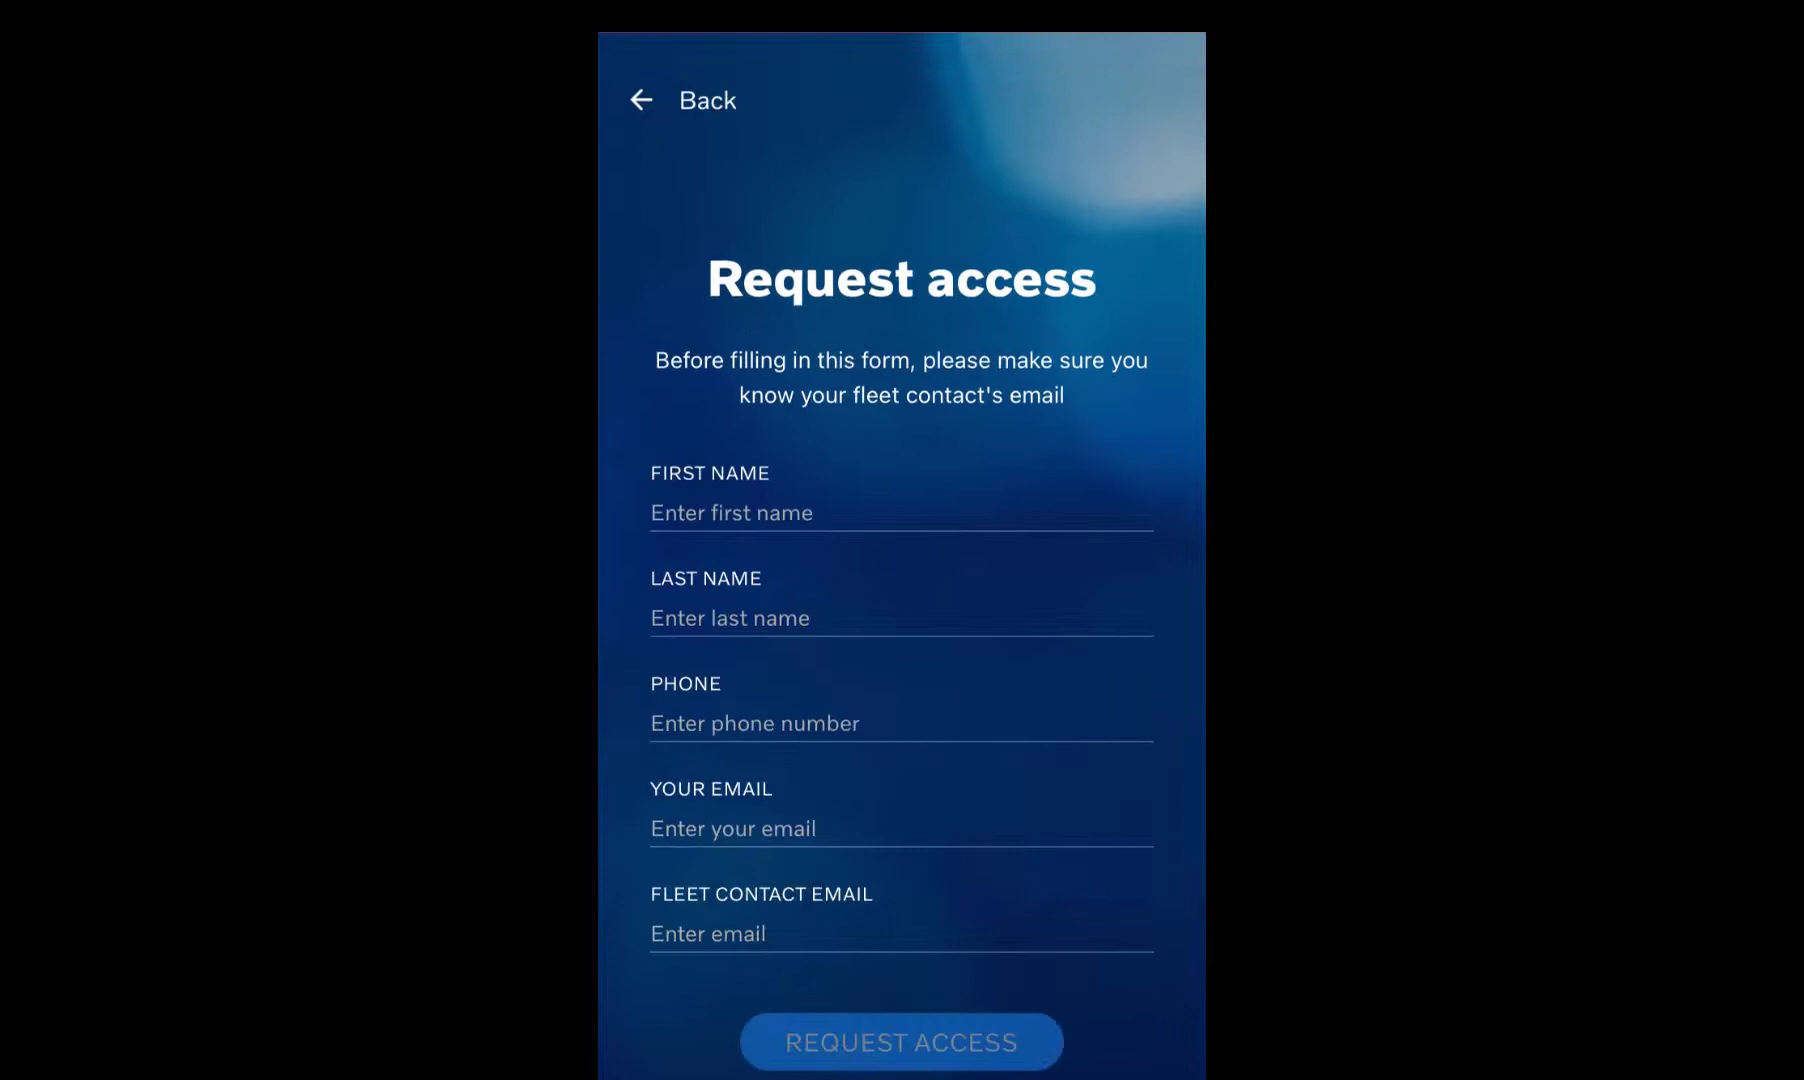 Back
Request access
Before filling in this form, please make sure you
know your fleet contact's email
FIRST NAME
Enter first name
LAST NAME
Enter last name
PHONE
Enter phone number
YOUR EMAIL
Enter your email
FLEET CONTACT EMAIL
Enter email
REQUEST ACCESS